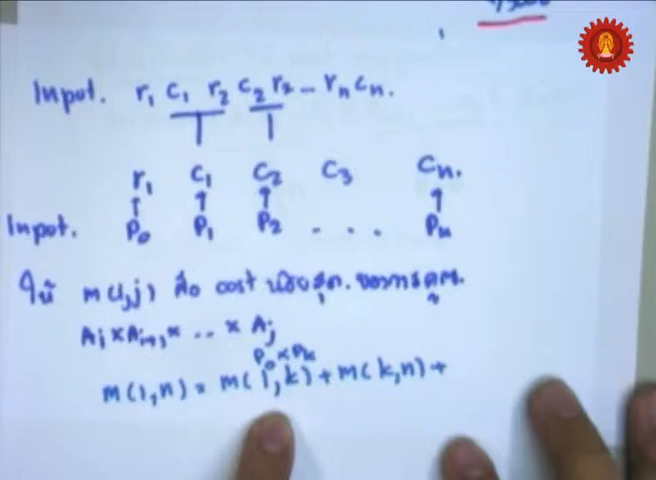 Input. r₁ c₁ r₂ c₂ r₃ – rₙ cₙ.
r₁ c₁ c₂ c₃ cₙ.
Input. P₀ P₁ P₂ . . . Pₙ
ให้ m(i,j) คือ cost น้อยสุด. ของการคูณ.
Aᵢ × Aᵢ₊₁ × .. × Aⱼ
P₀ × Pₖ
m(1,n) = m(1,k) + m(k,n) +